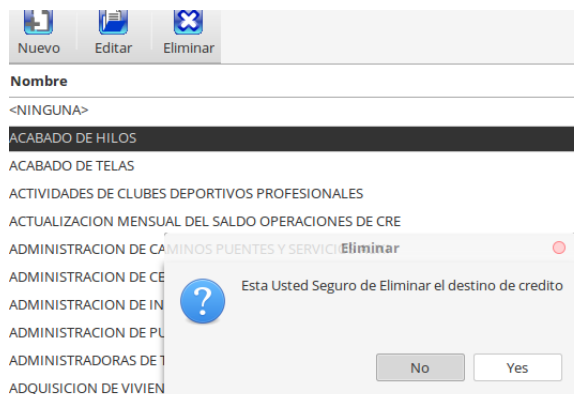 Nuevo Editar Eliminar
Nombre
<NINGUNA>
ACABADO DE HILOS
ACABADO DE TELAS
ACTIVIDADES DE CLUBES DEPORTIVOS PROFESIONALES
ACTUALIZACION MENSUAL DEL SALDO OPERACIONES DE CRE
ADMINISTRACION DE CAMINOS PUENTES Y SERVICIO
Eliminar
ADMINISTRACION DE CE
Esta Usted Seguro de Eliminar el destino de credito
ADMINISTRACION DE IN
ADMINISTRACION DE PU
ADMINISTRADORAS DE T
No Yes
ADQUISICION DE VIVIEN